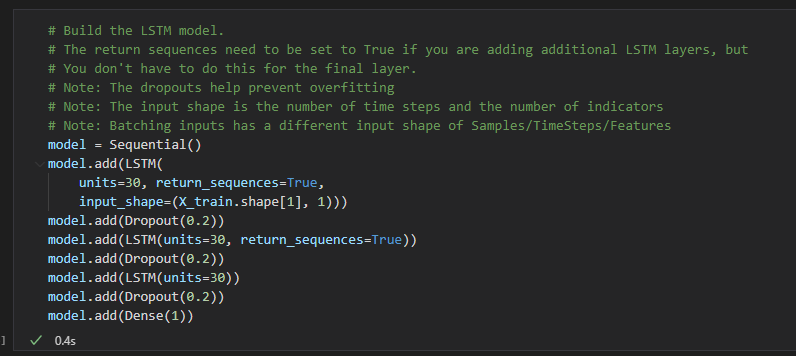 # Build the LSTM model.
# The return sequences need to be set to True if you are adding additional LSTM layers, but
# You don't have to do this for the final layer.
# Note: The dropouts help prevent overfitting
# Note: The input shape is the number of time steps and the number of indicators
# Note: Batching inputs has a different input shape of Samples/TimeSteps/Features
model = Sequential()
model.add(LSTM(
    units=30, return_sequences=True,
    input_shape=(X_train.shape[1], 1)))
model.add(Dropout(0.2))
model.add(LSTM(units=30, return_sequences=True))
model.add(Dropout(0.2))
model.add(LSTM(units=30))
model.add(Dropout(0.2))
model.add(Dense(1))
] ✓ 0.4s